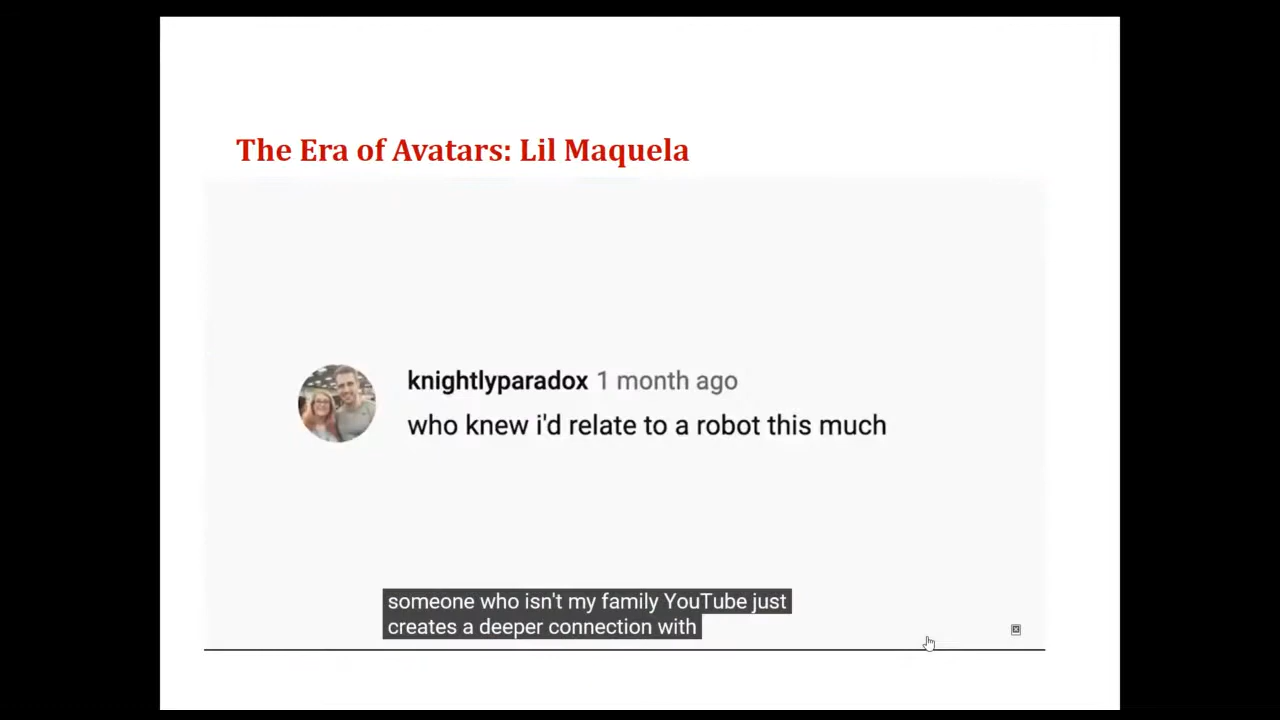 The Era of Avatars: Lil Maquela
knightlyparadox 1 month ago
who knew i'd relate to a robot this much
someone who isn't my family YouTube just
creates a deeper connection with